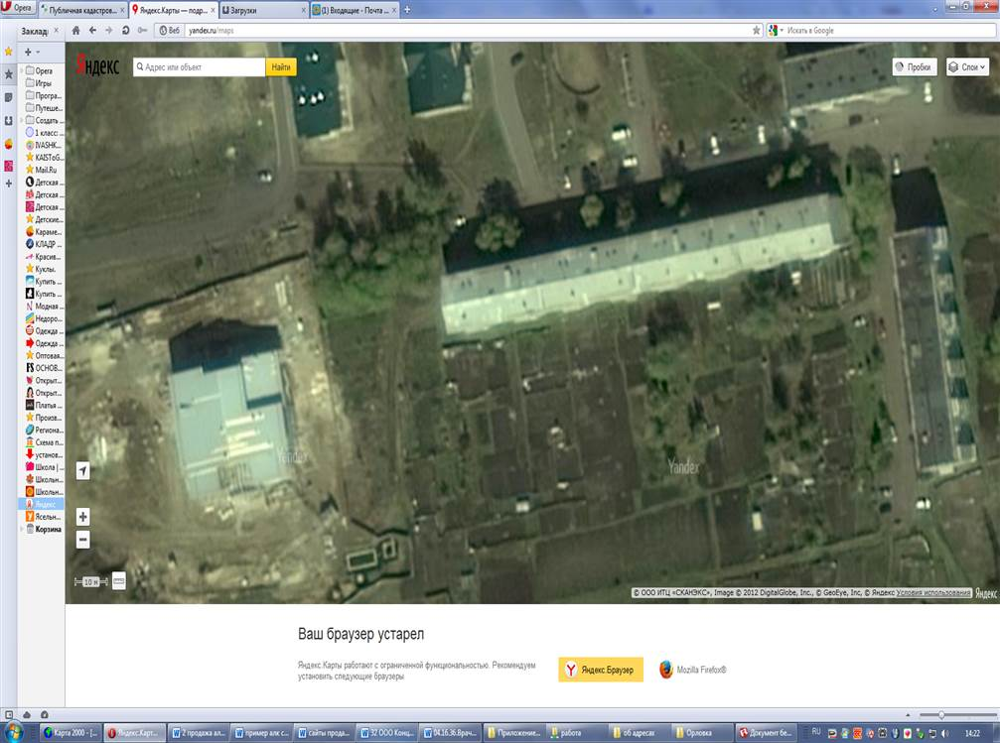 Opera
Публичная кадастров...
Яндекс.Карты — подр...
Загрузки
(1) Входящие - Почта ...
Заклад
Веб
yandex.ru/maps
Искать в Google
Opera
Игры
Програ...
Путеше...
Создать ...
1 класс: ...
IVASHK...
KAISToG...
Mail.Ru
Детская ...
Детская ...
Детская ...
Детские...
Караме...
КЛАДР ...
Красив...
Куклы.
Купить ...
Купить ...
Модная ...
Недоро...
Одежда ...
Одежда ...
Оптовая...
ОСНОВ...
Открыт...
Открыт...
Платья ...
Произв...
Региона...
Схема п...
установ...
Школа |...
Школьн...
Школьн...
Яндекс
Ясельн...
Корзина
Яндекс
Адрес или объект
Найти
Пробки
Слои
Yandex
Yandex
10 м
© ООО ИТЦ «СКАНЭКС», Image © 2012 DigitalGlobe, Inc., © GeoEye, Inc, © Яндекс Условия использования
Яндекс
Ваш браузер устарел
Яндекс.Карты работают с ограниченной функциональностью. Рекомендуем
установить следующие браузеры
Яндекс.Браузер
Mozilla Firefox®
Карта 2000 - [...
Яндекс.Карт...
2 продажа ал...
пример алк с...
сайты прода...
32 ООО Конц...
04.16.36.Врач...
Приложение...
работа
об адресах
Орловка
Документ бе...
RU
14:22